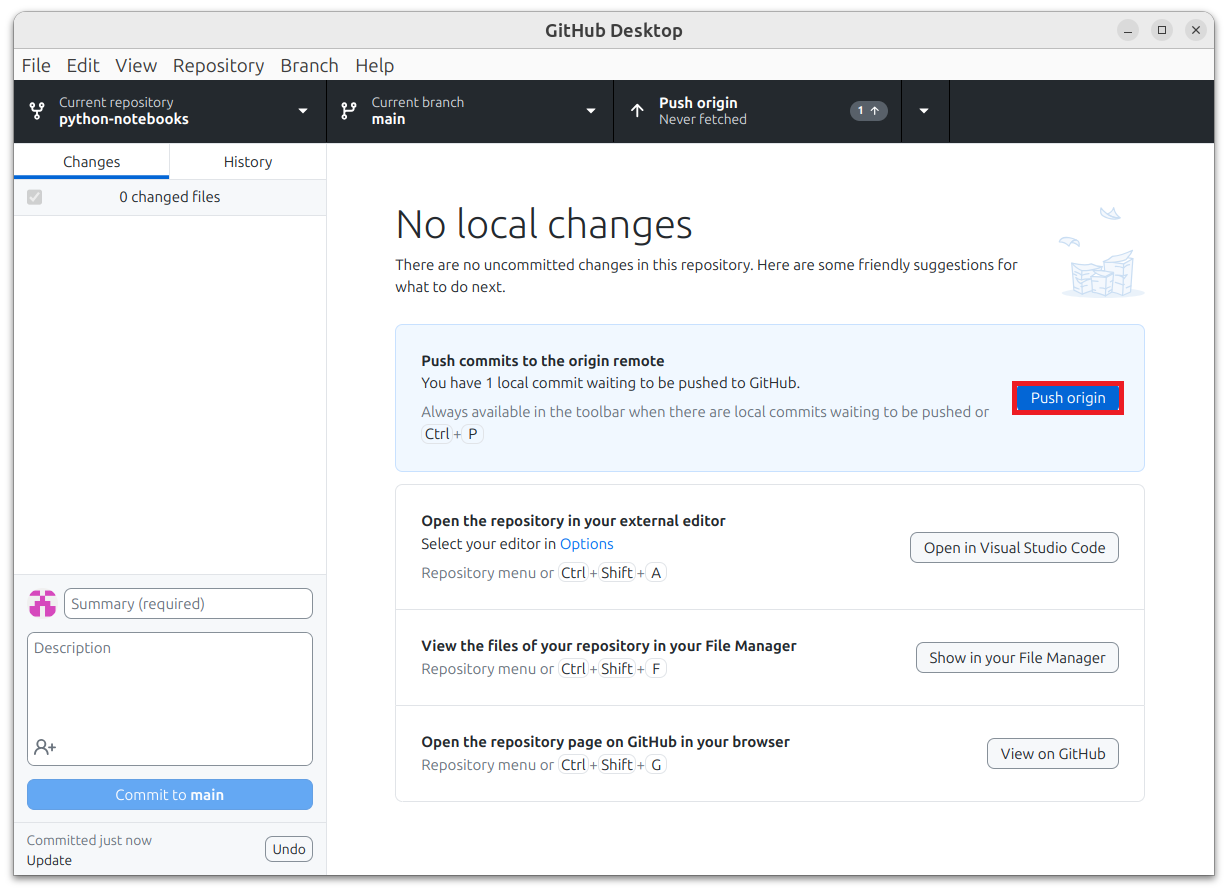 GitHub Desktop
File Edit View Repository Branch Help
Current repository
python-notebooks
Current branch
main
Push origin
Never fetched
1
Changes
History
0 changed files
No local changes
There are no uncommitted changes in this repository. Here are some friendly suggestions for
what to do next.
Push commits to the origin remote
You have 1 local commit waiting to be pushed to GitHub.
Always available in the toolbar when there are local commits waiting to be pushed or
Ctrl + P
Push origin
Open the repository in your external editor
Select your editor in Options
Repository menu or Ctrl + Shift + A
Open in Visual Studio Code
View the files of your repository in your File Manager
Repository menu or Ctrl + Shift + F
Show in your File Manager
Open the repository page on GitHub in your browser
Repository menu or Ctrl + Shift + G
View on GitHub
Summary (required)
Description
Commit to main
Committed just now
Update
Undo